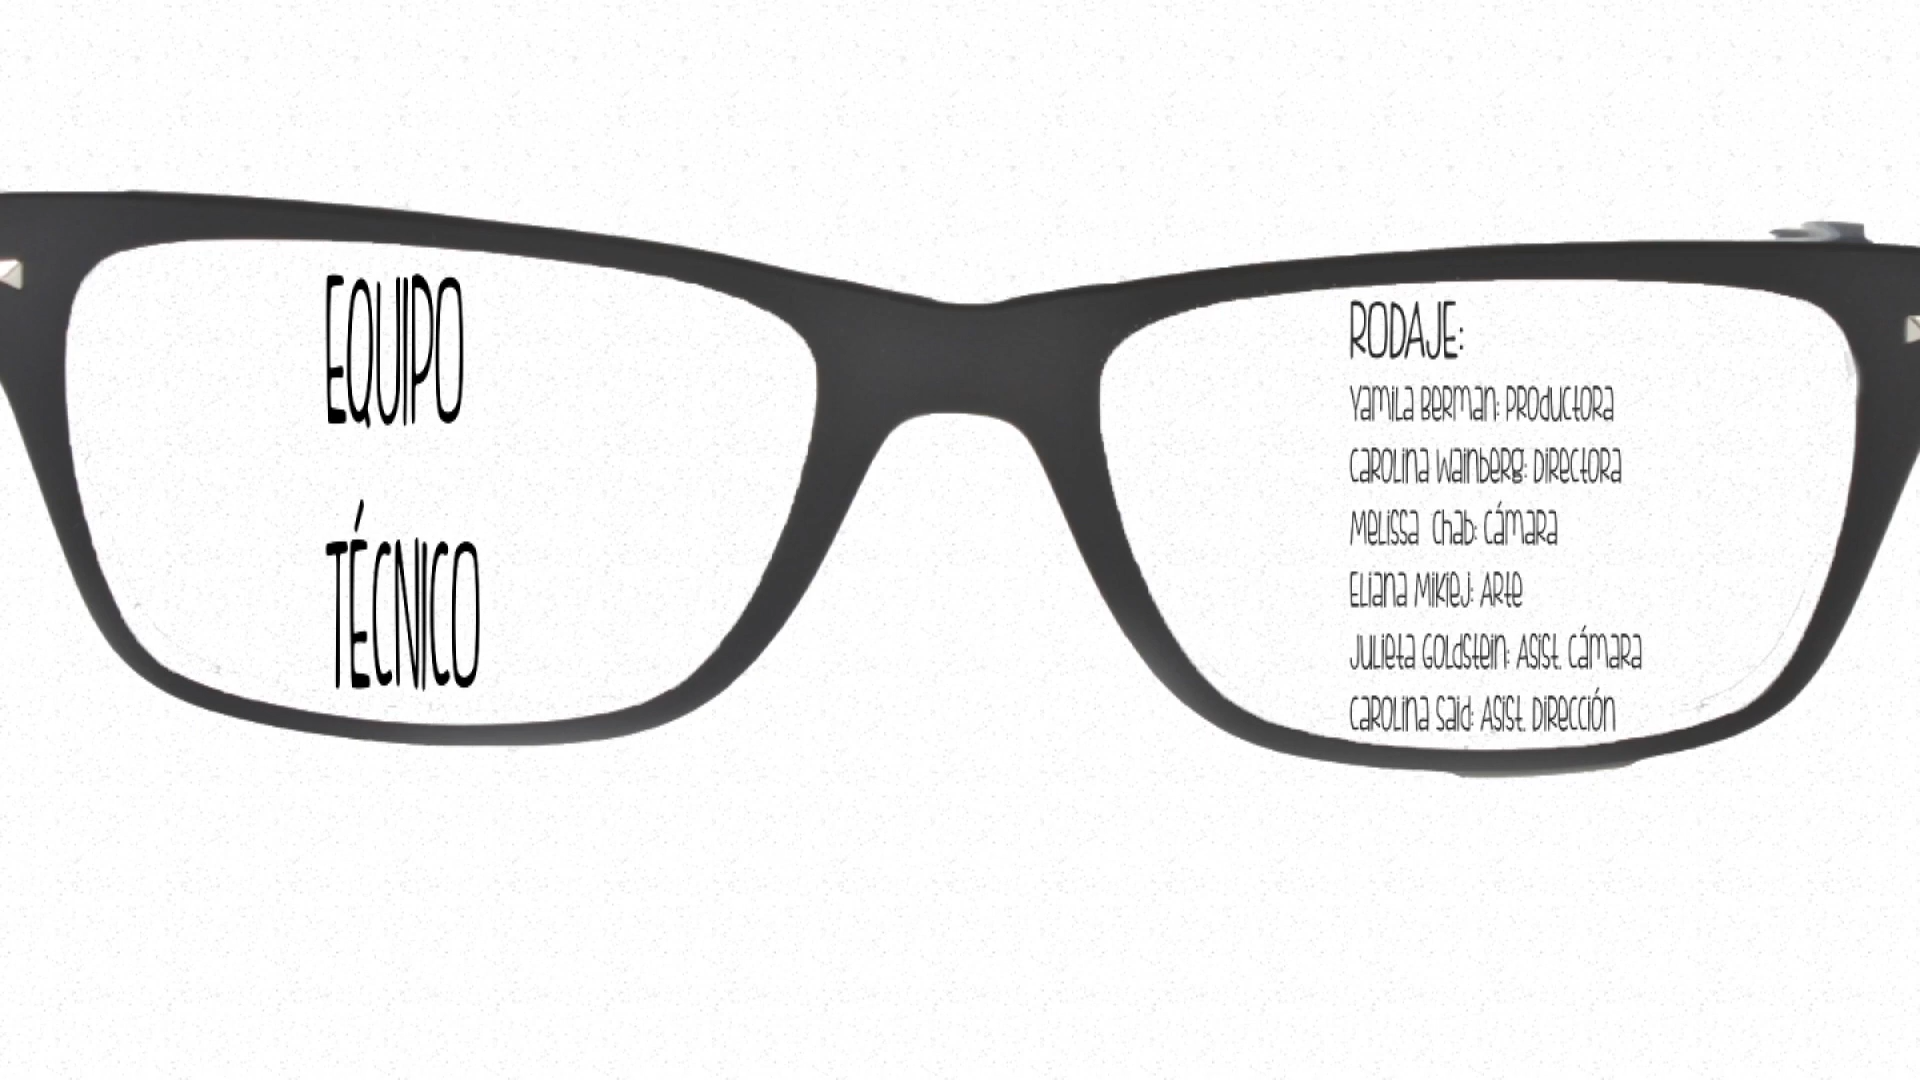 EQUIPO
TÉCNICO
RODAJE:
Yamila Berman: Productora
Carolina Wainberg: Directora
Melissa Chab: Cámara
Eliana Mikiej: Arte
Julieta Goldstein: Asist. Cámara
Carolina Said: Asist. Dirección